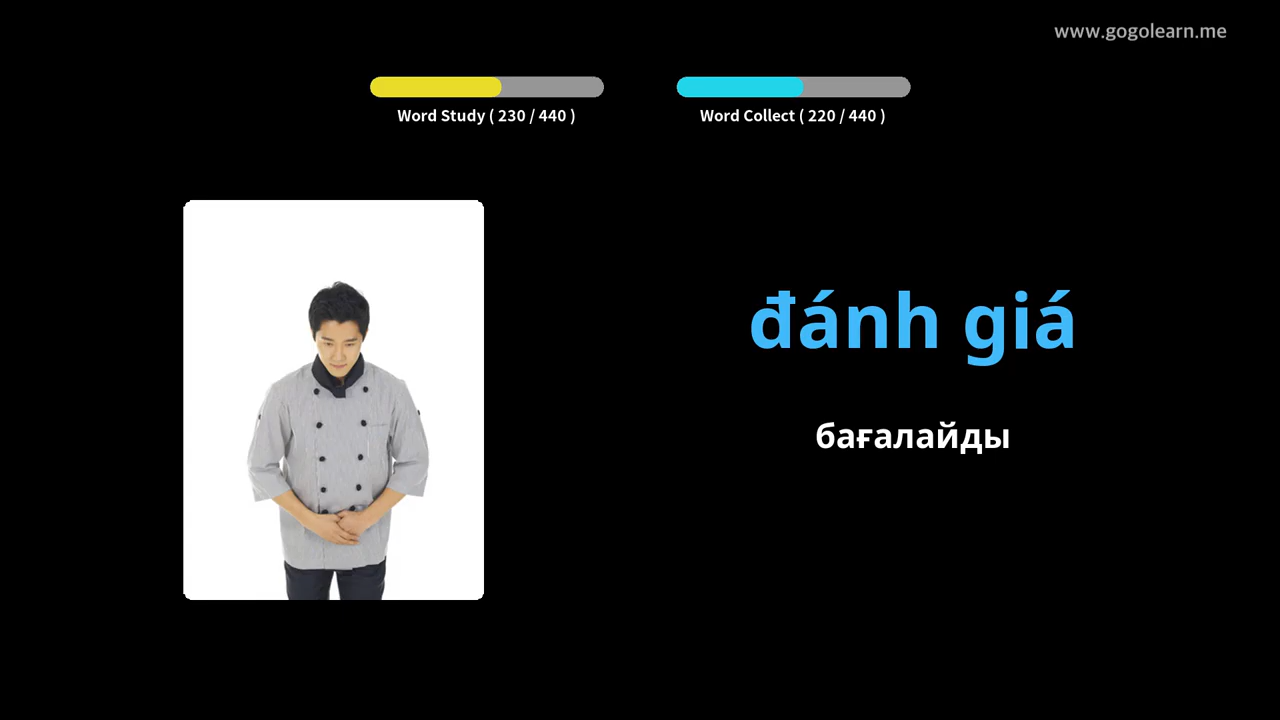 www.gogolearn.me
Word Study ( 230 / 440 )
Word Collect ( 220 / 440 )
đánh giá
бағалайды